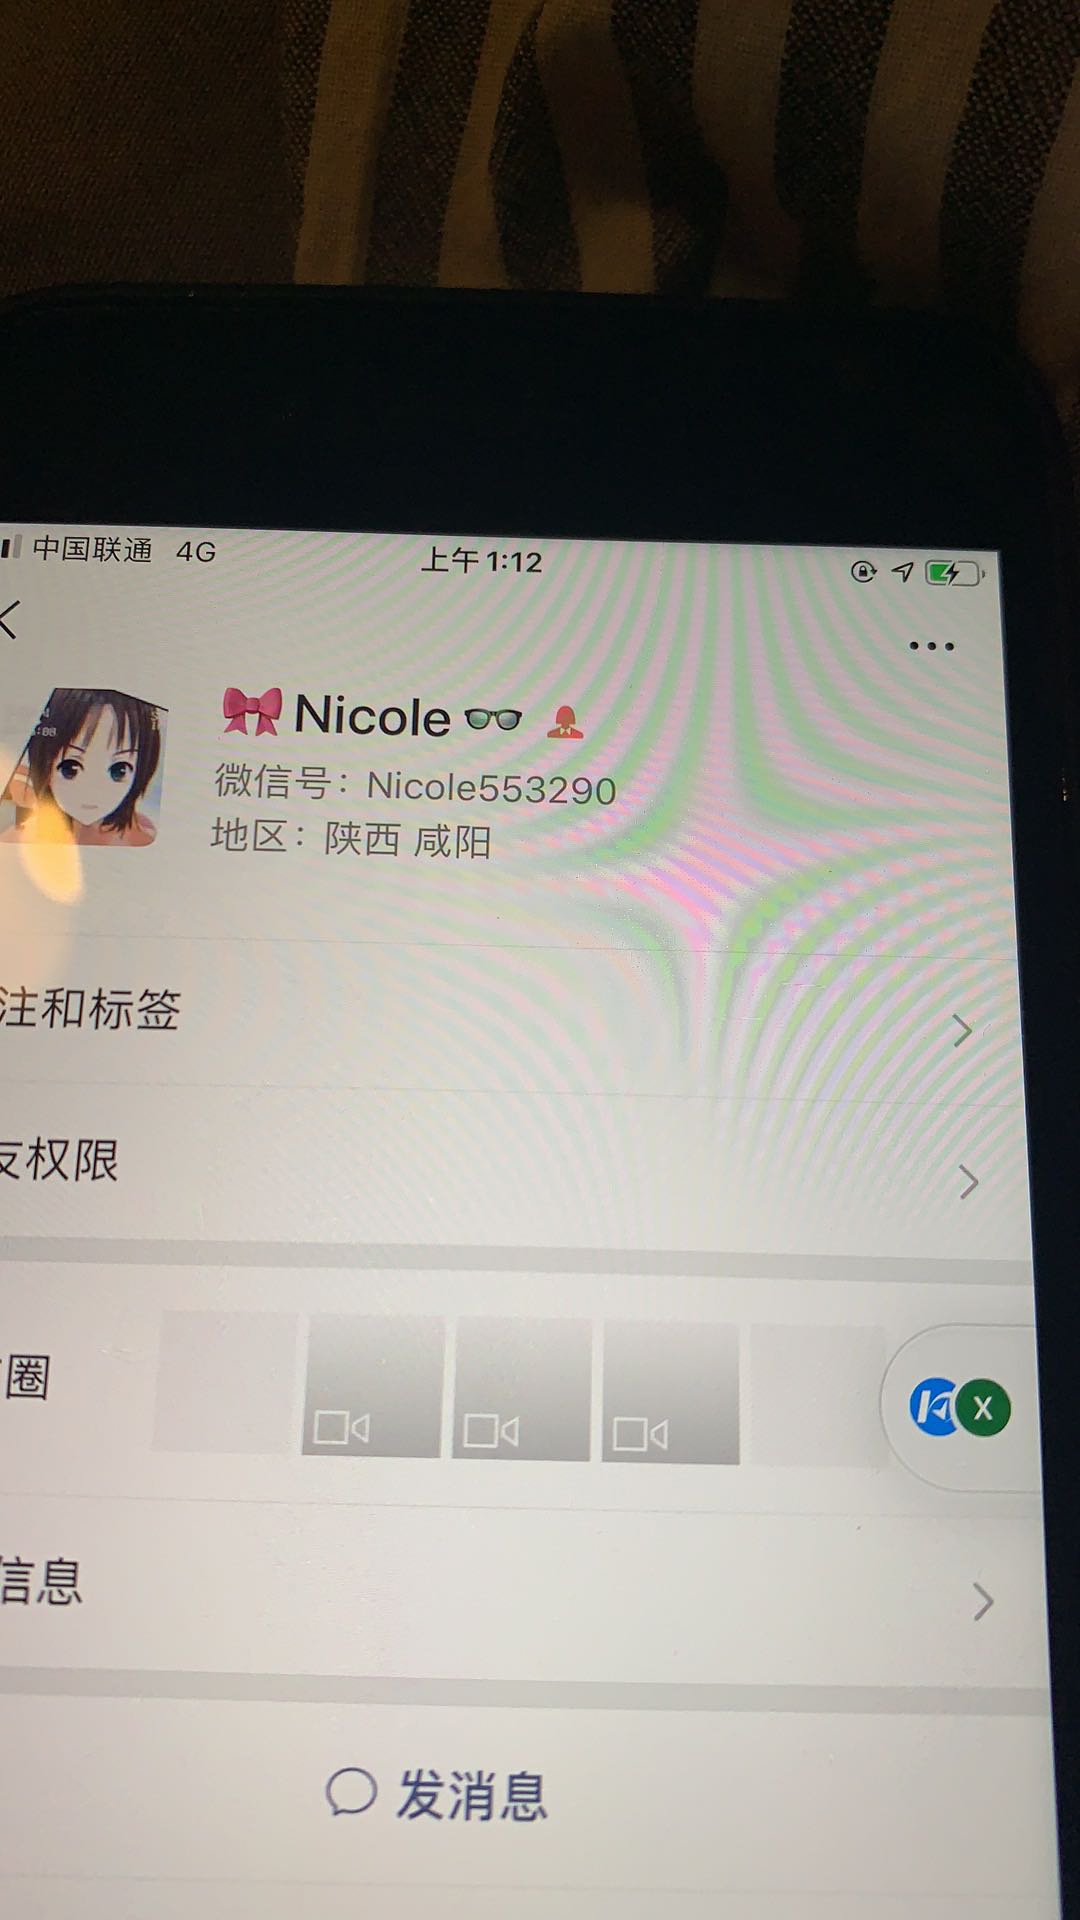 中国联通 4G 上午1:12
🎀Nicole👓
微信号：Nicole553290
地区：陕西 咸阳
注和标签
友权限
圈
信息
发消息
X